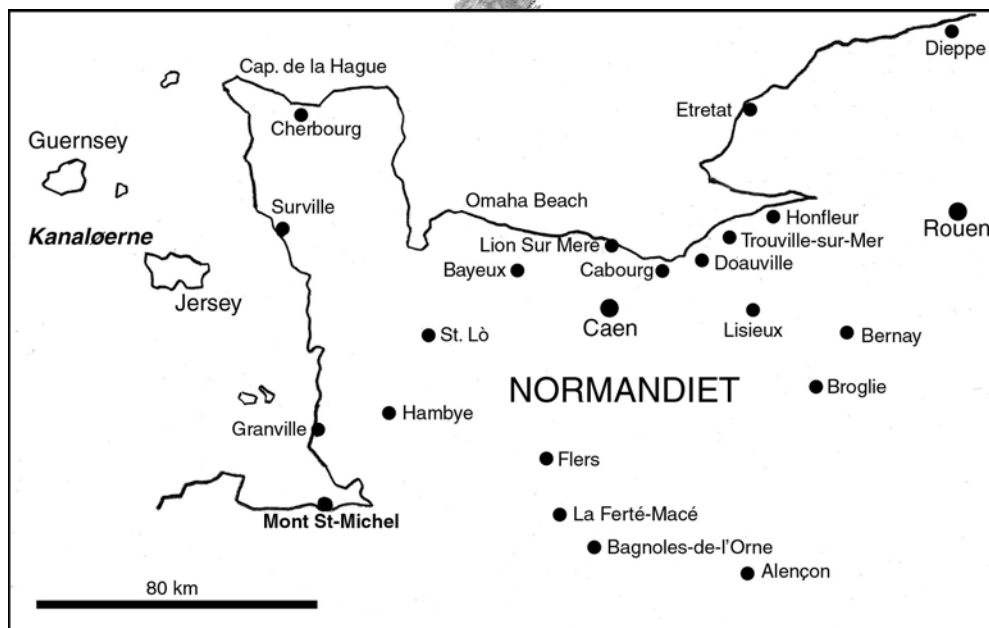 Dieppe
Cap. de la Hague
Etretat
Cherbourg
Guernsey
Omaha Beach
Surville
Honfleur
Rouen
Kanaløerne
Trouville-sur-Mer
Lion Sur Mere
Doauville
Bayeux
Cabourg
Jersey
Caen
Lisieux
St. Lò
Bernay
NORMANDIET
Broglie
Hambye
Granville
Flers
La Ferté-Macé
Mont St-Michel
Bagnoles-de-l'Orne
Alençon
80 km